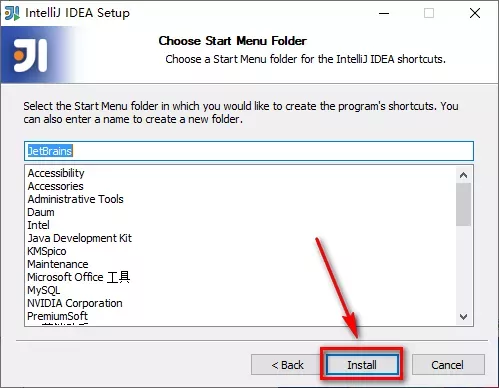 IntelliJ IDEA Setup
Choose Start Menu Folder
Choose a Start Menu folder for the IntelliJ IDEA shortcuts.
Select the Start Menu folder in which you would like to create the program's shortcuts. You
can also enter a name to create a new folder.
JetBrains
Accessibility
Accessories
Administrative Tools
Daum
Intel
Java Development Kit
KMSpico
Maintenance
Microsoft Office 工具
MySQL
NVIDIA Corporation
PremiumSoft
< Back
Install
Cancel